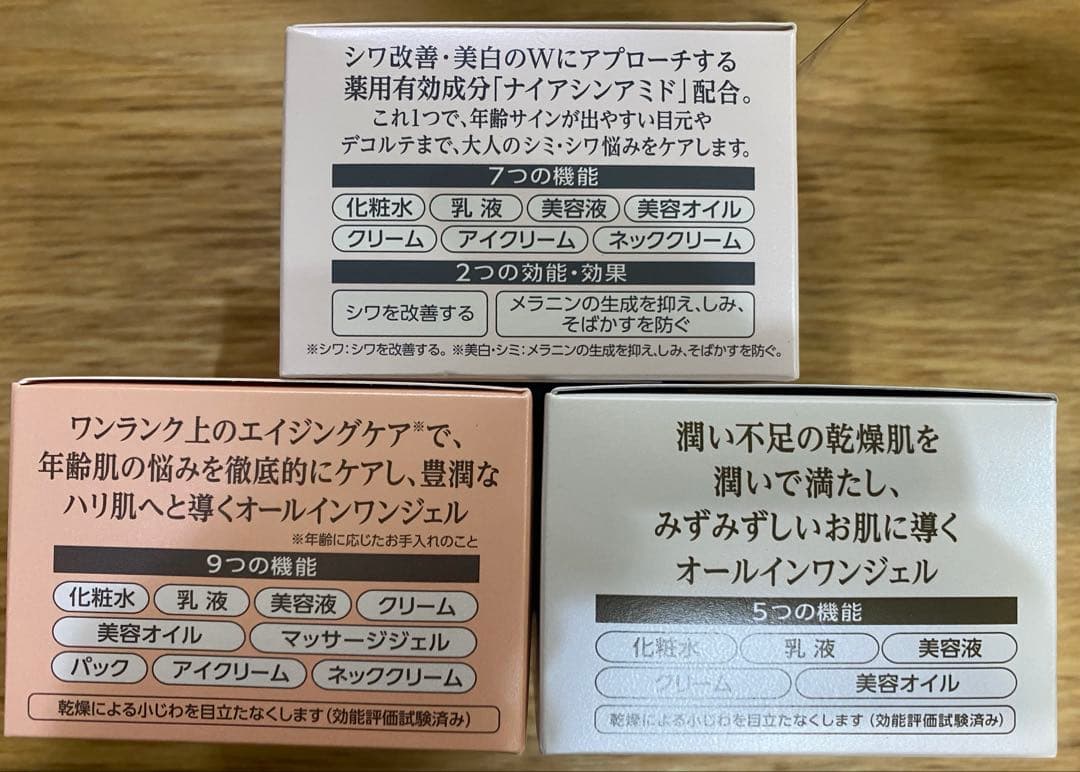 シワ改善・美白のWにアプローチする
薬用有効成分｢ナイアシンアミド｣配合。
これ1つで、年齢サインが出やすい目元や
デコルテまで、大人のシミ・シワ悩みをケアします。
7つの機能
化粧水 乳液 美容液 美容オイル
クリーム アイクリーム ネッククリーム
2つの効能・効果
シワを改善する
メラニンの生成を抑え、しみ、
そばかすを防ぐ
※シワ:シワを改善する。※美白・シミ:メラニンの生成を抑え、しみ、そばかすを防ぐ。
ワンランク上のエイジングケア※で、
年齢肌の悩みを徹底的にケアし、豊潤な
ハリ肌へと導くオールインワンジェル
※年齢に応じたお手入れのこと
9つの機能
化粧水 乳液 美容液 クリーム
美容オイル マッサージジェル
パック アイクリーム ネッククリーム
乾燥による小じわを目立たなくします(効能評価試験済み)
潤い不足の乾燥肌を
潤いで満たし、
みずみずしいお肌に導く
オールインワンジェル
5つの機能
化粧水 乳液 美容液
クリーム 美容オイル
乾燥による小じわを目立たなくします(効能評価試験済み)